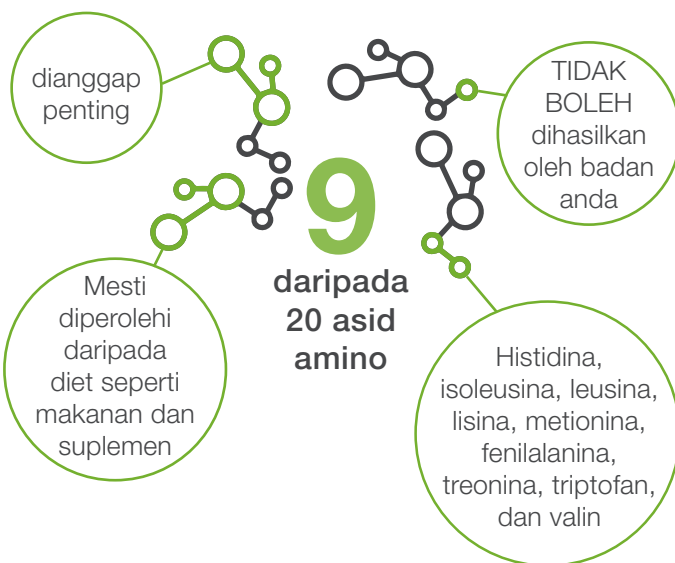 dianggap
penting
TIDAK
BOLEH
dihasilkan
oleh badan
anda
9
daripada
20 asid
amino
Mesti
diperolehi
daripada
diet seperti
makanan dan
suplemen
Histidina,
isoleusina, leusina,
lisina, metionina,
fenilalanina,
treonina, triptofan,
dan valin